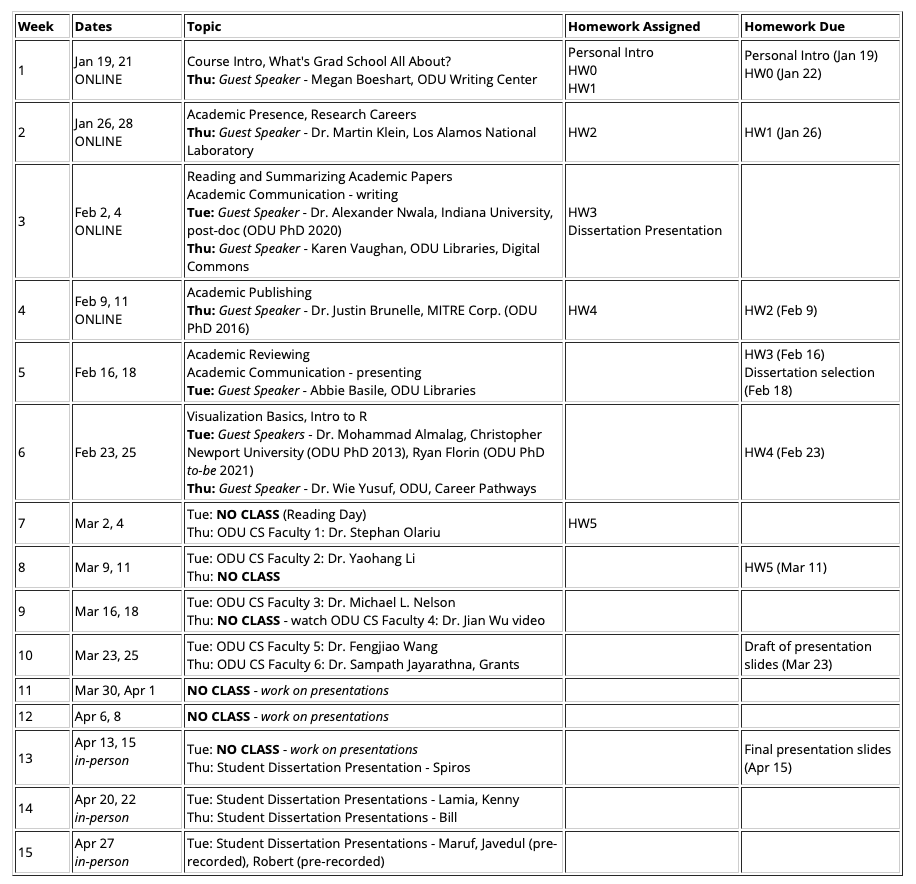 Week Dates Topic Homework Assigned Homework Due
1
Jan 19, 21
ONLINE
Course Intro, What's Grad School All About?
Thu: Guest Speaker - Megan Boeshart, ODU Writing Center
Personal Intro
HW0
HW1
Personal Intro (Jan 19)
HW0 (Jan 22)
2
Jan 26, 28
ONLINE
Academic Presence, Research Careers
Thu: Guest Speaker - Dr. Martin Klein, Los Alamos National
Laboratory
HW2
HW1 (Jan 26)
3
Feb 2, 4
ONLINE
Reading and Summarizing Academic Papers
Academic Communication - writing
Tue: Guest Speaker - Dr. Alexander Nwala, Indiana University,
post-doc (ODU PhD 2020)
Thu: Guest Speaker - Karen Vaughan, ODU Libraries, Digital
Commons
HW3
Dissertation Presentation
4
Feb 9, 11
ONLINE
Academic Publishing
Thu: Guest Speaker - Dr. Justin Brunelle, MITRE Corp. (ODU
PhD 2016)
HW4
HW2 (Feb 9)
5
Feb 16, 18
Academic Reviewing
Academic Communication - presenting
Tue: Guest Speaker - Abbie Basile, ODU Libraries
HW3 (Feb 16)
Dissertation selection
(Feb 18)
6
Feb 23, 25
Visualization Basics, Intro to R
Tue: Guest Speakers - Dr. Mohammad Almalag, Christopher
Newport University (ODU PhD 2013), Ryan Florin (ODU PhD
to-be 2021)
Thu: Guest Speaker - Dr. Wie Yusuf, ODU, Career Pathways
HW4 (Feb 23)
7
Mar 2, 4
Tue: NO CLASS (Reading Day)
Thu: ODU CS Faculty 1: Dr. Stephan Olariu
HW5
8
Mar 9, 11
Tue: ODU CS Faculty 2: Dr. Yaohang Li
Thu: NO CLASS
HW5 (Mar 11)
9
Mar 16, 18
Tue: ODU CS Faculty 3: Dr. Michael L. Nelson
Thu: NO CLASS - watch ODU CS Faculty 4: Dr. Jian Wu video
10
Mar 23, 25
Tue: ODU CS Faculty 5: Dr. Fengjiao Wang
Thu: ODU CS Faculty 6: Dr. Sampath Jayarathna, Grants
Draft of presentation
slides (Mar 23)
11
Mar 30, Apr 1
NO CLASS - work on presentations
12
Apr 6, 8
NO CLASS - work on presentations
13
Apr 13, 15
in-person
Tue: NO CLASS - work on presentations
Thu: Student Dissertation Presentation - Spiros
Final presentation slides
(Apr 15)
14
Apr 20, 22
in-person
Tue: Student Dissertation Presentations - Lamia, Kenny
Thu: Student Dissertation Presentations - Bill
15
Apr 27
in-person
Tue: Student Dissertation Presentations - Maruf, Javedul (pre-
recorded), Robert (pre-recorded)